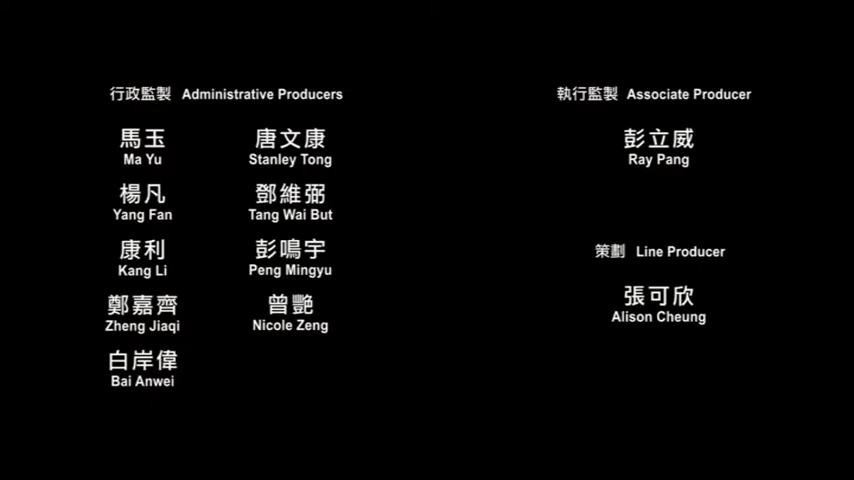 行政監製 Administrative Producers
馬玉 唐文康
Ma Yu Stanley Tong
楊凡 鄧維弼
Yang Fan Tang Wai But
康利 彭鳴宇
Kang Li Peng Mingyu
鄭嘉齊 曾艷
Zheng Jiaqi Nicole Zeng
白岸偉
Bai Anwei
執行監製 Associate Producer
彭立威
Ray Pang
策劃 Line Producer
張可欣
Alison Cheung